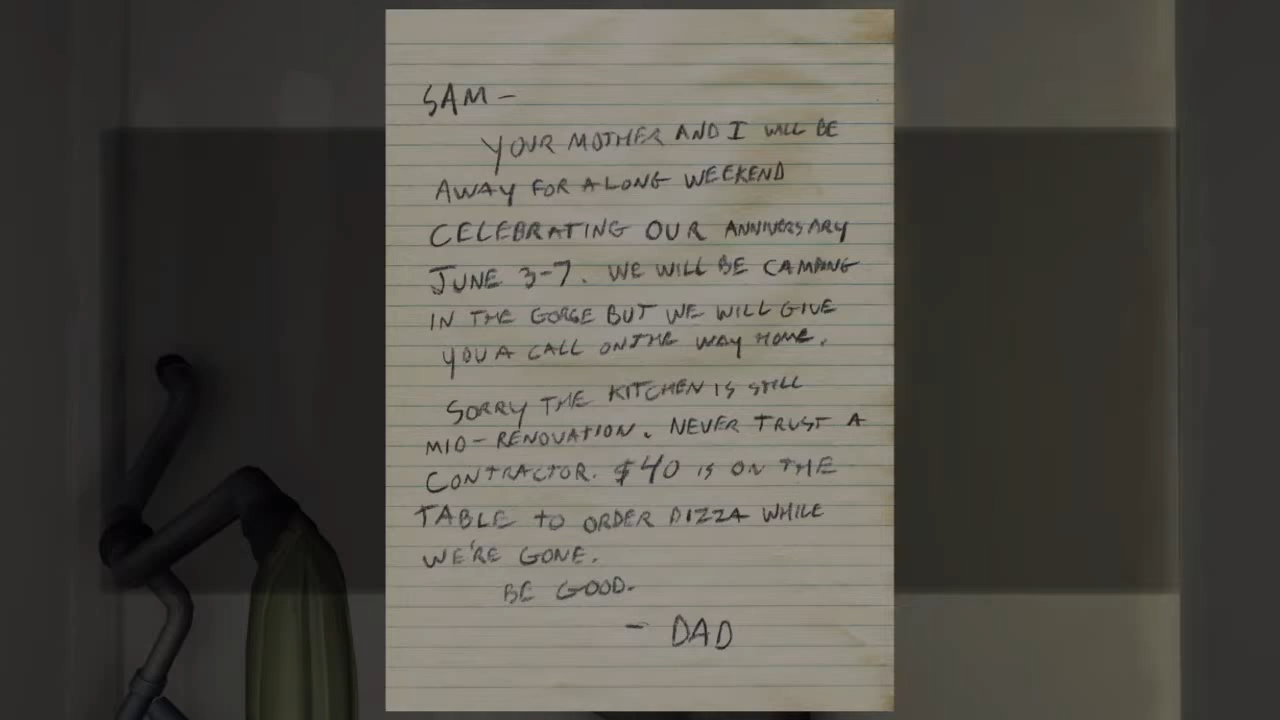 SAM -
YOUR MOTHER AND I WILL BE
AWAY FOR A LONG WEEKEND
CELEBRATING OUR ANNIVERSARY
JUNE 3-7. WE WILL BE CAMPING
IN THE GORGE BUT WE WILL GIVE
YOU A CALL ON THE WAY HOME.
SORRY THE KITCHEN IS STILL
MID-RENOVATION. NEVER TRUST A
CONTRACTOR. $40 IS ON THE
TABLE TO ORDER PIZZA WHILE
WE'RE GONE.
BE GOOD.
- DAD